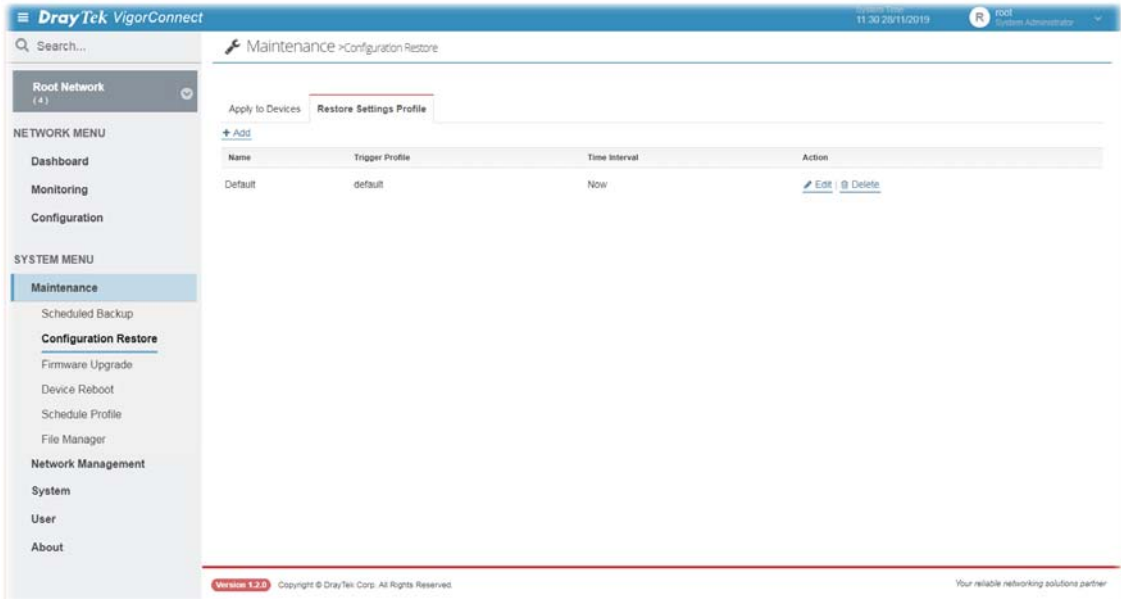 DrayTek VigorConnect
System Time
11:30 28/11/2019
R
root
System Administrator
Search...
Maintenance >Configuration Restore
Root Network
(4)
Apply to Devices Restore Settings Profile
NETWORK MENU
+ Add
Name Trigger Profile Time Interval Action
Dashboard
Default default Now Edit | Delete
Monitoring
Configuration
SYSTEM MENU
Maintenance
Scheduled Backup
Configuration Restore
Firmware Upgrade
Device Reboot
Schedule Profile
File Manager
Network Management
System
User
About
Version 1.2.0 Copyright © DrayTek Corp. All Rights Reserved. Your reliable networking solutions partner